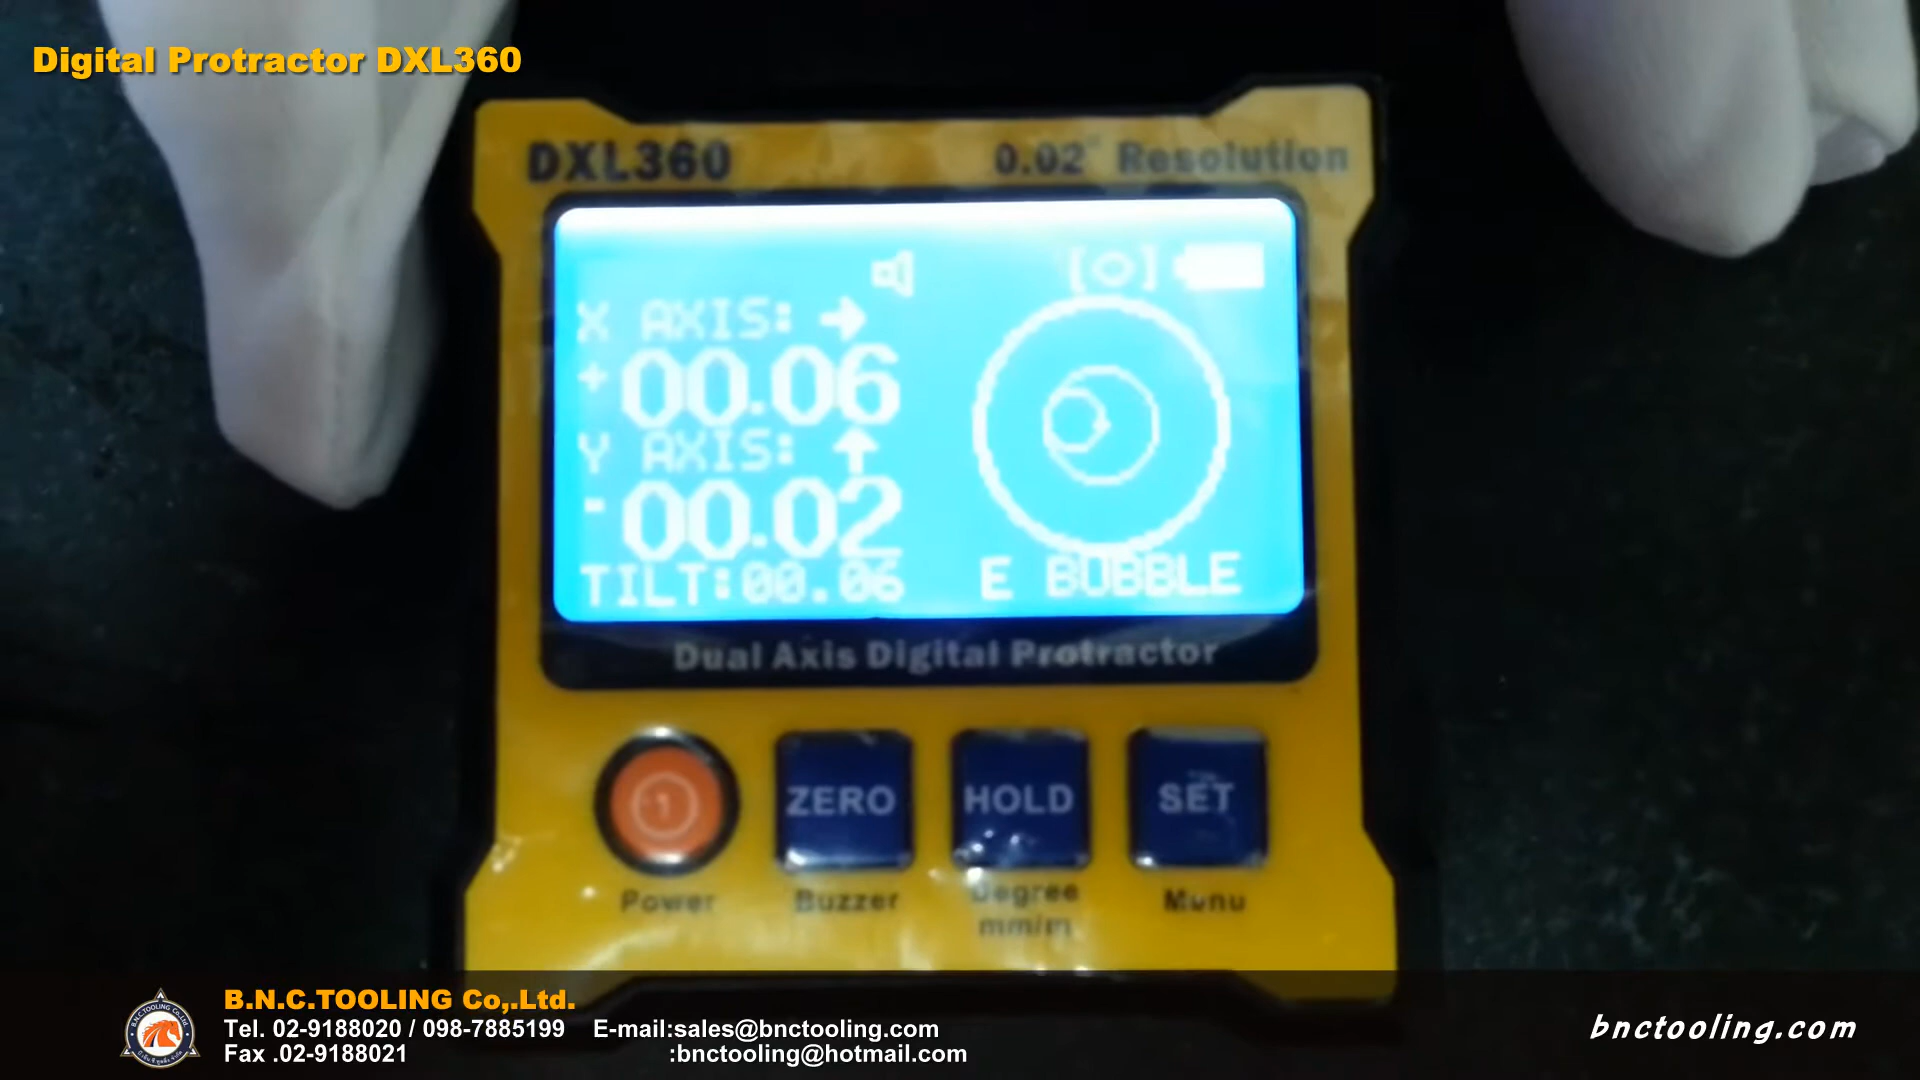 Digital Protractor DXL360
DXL360 0.02° Resolution
X AXIS: →
+00.06
Y AXIS: ↑
-00.02
TILT:00.06 E BUBBLE
Dual Axis Digital Protractor
ZERO HOLD SET
Power Buzzer Degree Menu
mm/m
B.N.C.TOOLING Co,.Ltd.
Tel. 02-9188020 / 098-7885199 E-mail:sales@bnctooling.com
Fax .02-9188021 :bnctooling@hotmail.com
bnctooling.com